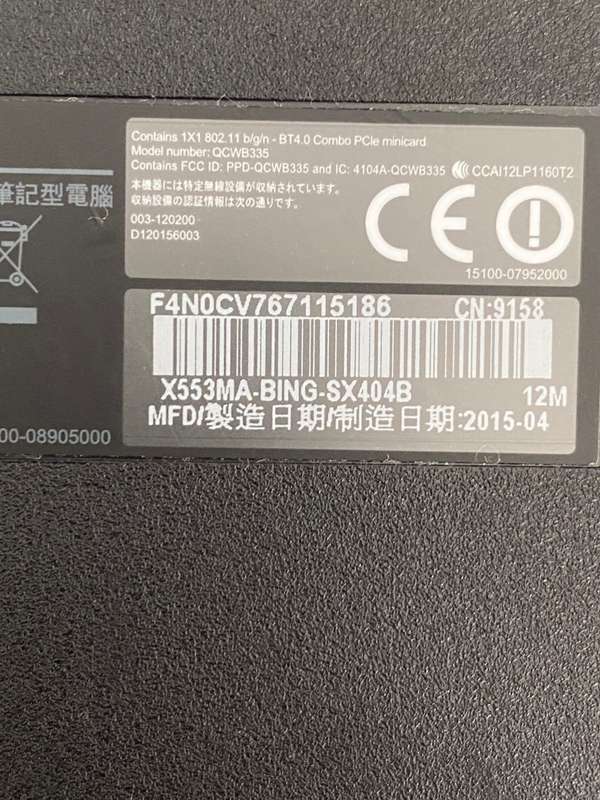 Contains 1X1 802.11 b/g/n - BT4.0 Combo PCIe minicard
Model number: QCWB335
Contains FCC ID: PPD-QCWB335 and IC: 4104A-QCWB335 CCAI12LP1160T2
本機器には特定無線設備が収納されています。
収納設備の認証情報は次の通りです。
003-120200
D120156003
CE
15100-07952000
筆記型電腦
00-08905000
F4N0CV767115186 CN:9158
X553MA-BING-SX404B 12M
MFD/製造日期/制造日期:2015-04